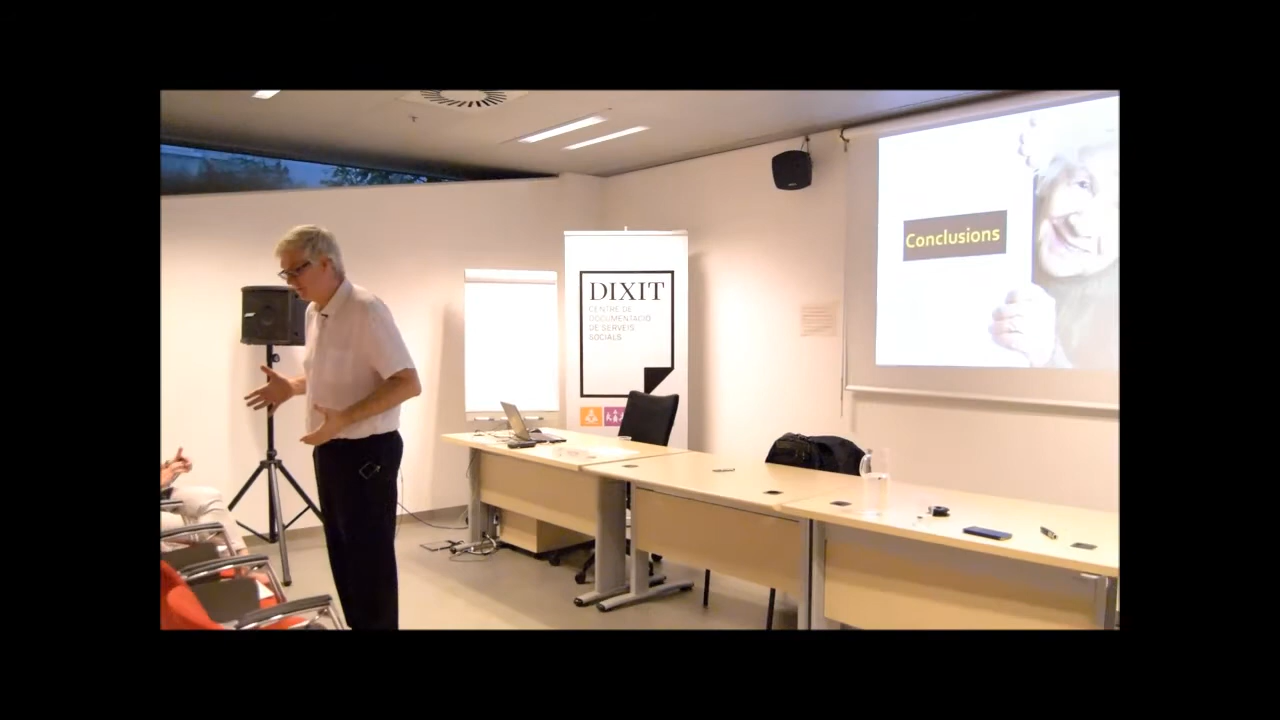 DIXIT
CENTRE DE
DOCUMENTACIÓ
DE SERVEIS
SOCIALS
Conclusions